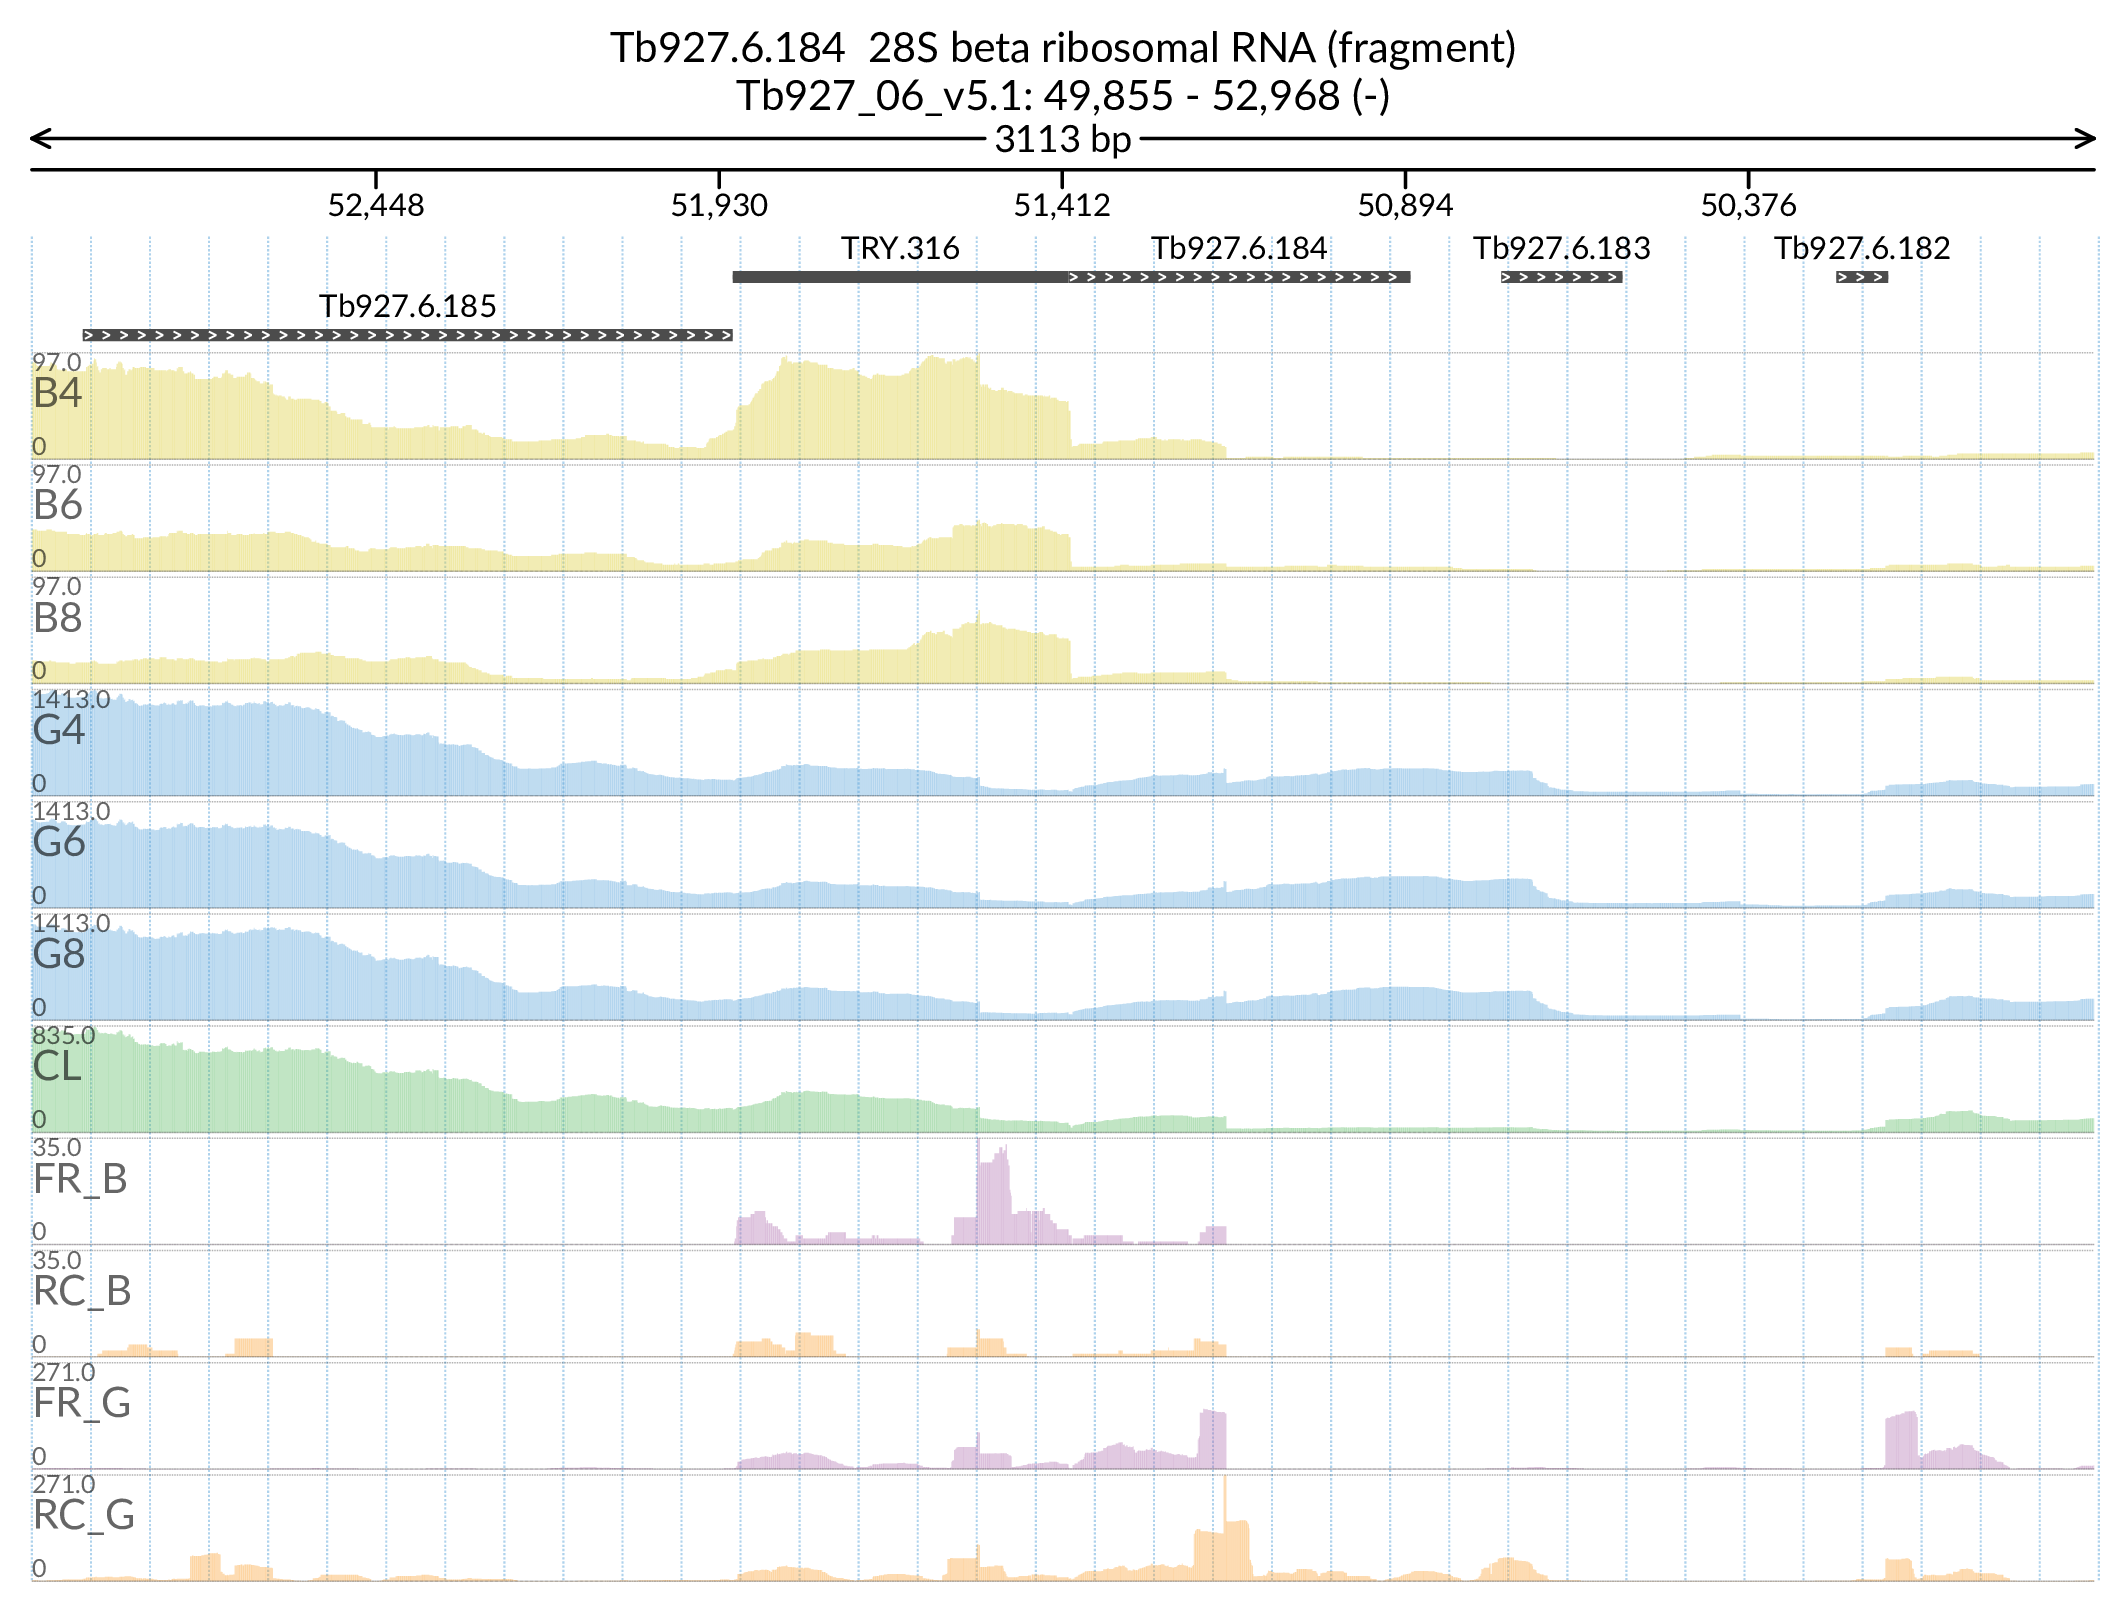 Tb927.6.184  28S beta ribosomal RNA (fragment)
Tb927_06_v5.1: 49,855 - 52,968 (-)
3113 bp
52,448 51,930 51,412 50,894 50,376
TRY.316 Tb927.6.184 Tb927.6.183 Tb927.6.182
Tb927.6.185
97.0
B4
0
97.0
B6
0
97.0
B8
0
1413.0
G4
0
1413.0
G6
0
1413.0
G8
0
835.0
CL
0
35.0
FR_B
0
35.0
RC_B
0
271.0
FR_G
0
271.0
RC_G
0